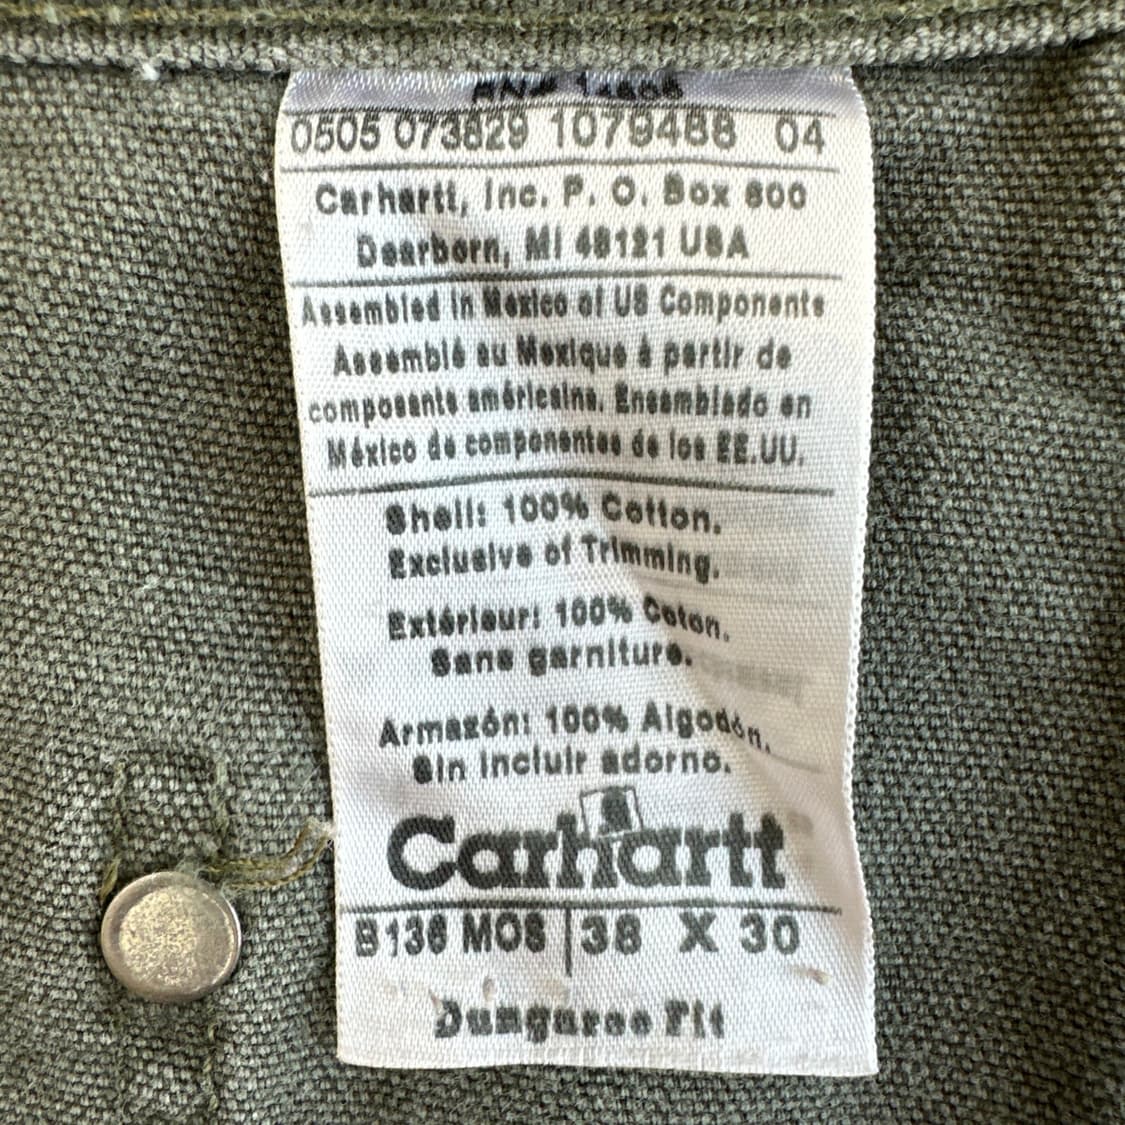 RN# 14806
0505 073829 1079488 04
Carhartt, Inc. P. O. Box 600
Dearborn, MI 48121 USA
Assembled in Mexico of US Components
Assemblé au Mexique à partir de
composants américains. Ensamblado en
México de componentes de los EE.UU.
Shell: 100% Cotton.
Exclusive of Trimming.
Extérieur: 100% Coton.
Sans garniture.
Armazón: 100% Algodón.
Sin incluir adorno.
Carhartt
B136 MOS 38 X 30
Dungaree Fit